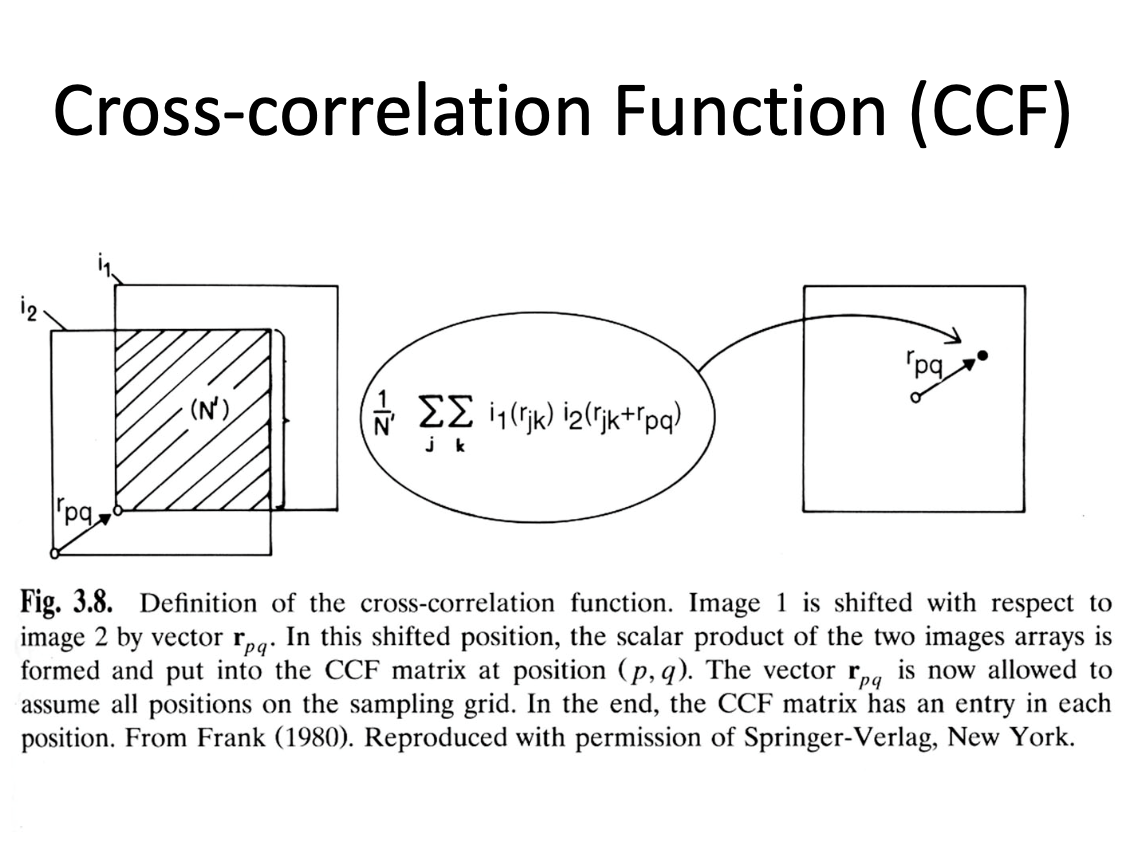 Cross-correlation Function (CCF)
i1
i2
(N')
rpq
1/N' ΣΣ i1(rjk) i2(rjk+rpq)
j k
rpq
Fig. 3.8. Definition of the cross-correlation function. Image 1 is shifted with respect to
image 2 by vector rpq. In this shifted position, the scalar product of the two images arrays is
formed and put into the CCF matrix at position (p, q). The vector rpq is now allowed to
assume all positions on the sampling grid. In the end, the CCF matrix has an entry in each
position. From Frank (1980). Reproduced with permission of Springer-Verlag, New York.